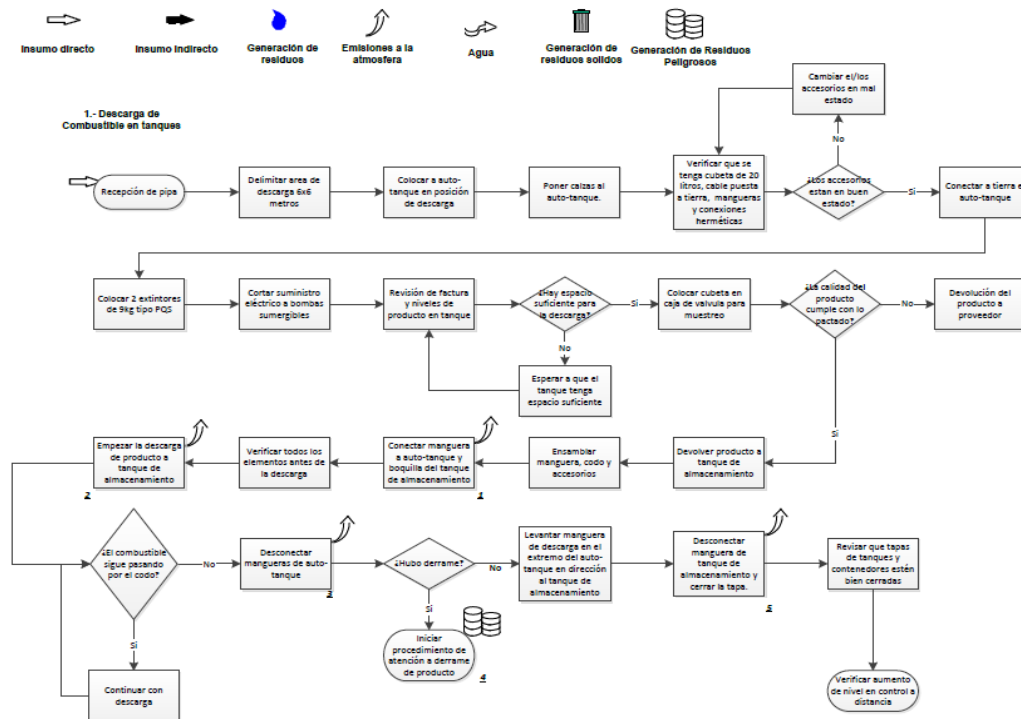 Insumo directo
Insumo Indirecto
Generación de
residuos
Emisiones a la
atmosfera
Agua
Generación de
residuos solidos
Generación de Residuos
Peligrosos
1.- Descarga de
Combustible en tanques
Cambiar el/los
accesorios en mal
estado
No
Recepción de pipa
Delimitar area de
descarga 6x6
metros
Colocar a auto-
tanque en posición
de descarga
Poner calzas al
auto-tanque.
Verificar que se
tenga cubeta de 20
litros, cable puesta
a tierra, mangueras
y conexiones
herméticas
¿Los accesorios
estan en buen
estado?
Si
Conectar a tierra el
auto-tanque
Colocar 2 extintores
de 9kg tipo PQS
Cortar suministro
eléctrico a bombas
sumergibles
Revisión de factura
y niveles de
producto en tanque
¿Hay espacio
suficiente para
la descarga?
Si
Colocar cubeta en
caja de valvula para
muestreo
¿La calidad del
producto
cumple con lo
pactado?
No
Devolución del
producto a
proveedor
No
Esperar a que el
tanque tenga
espacio suficiente
Si
Empezar la descarga
de producto a
tanque de
almacenamiento
2
Verificar todos los
elementos antes de
la descarga
Conectar manguera
a auto-tanque y
boquilla del tanque
de almacenamiento
1
Ensamblar
manguera, codo y
accesorios
Devolver producto a
tanque de
almacenamiento
¿El combustible
sigue pasando
por el codo?
No
Desconectar
mangueras de auto-
tanque
3
¿Hubo derrame?
No
Levantar manguera
de descarga en el
extremo del auto-
tanque en dirección
al tanque de
almacenamiento
Desconectar
manguera de
tanque de
almacenamiento y
cerrar la tapa.
5
Revisar que tapas
de tanques y
contenedores estén
bien cerradas
Si
Continuar con
descarga
Si
Iniciar
procedimiento de
atención a derrame
de producto
4
Verificar aumento
de nivel en control a
distancia